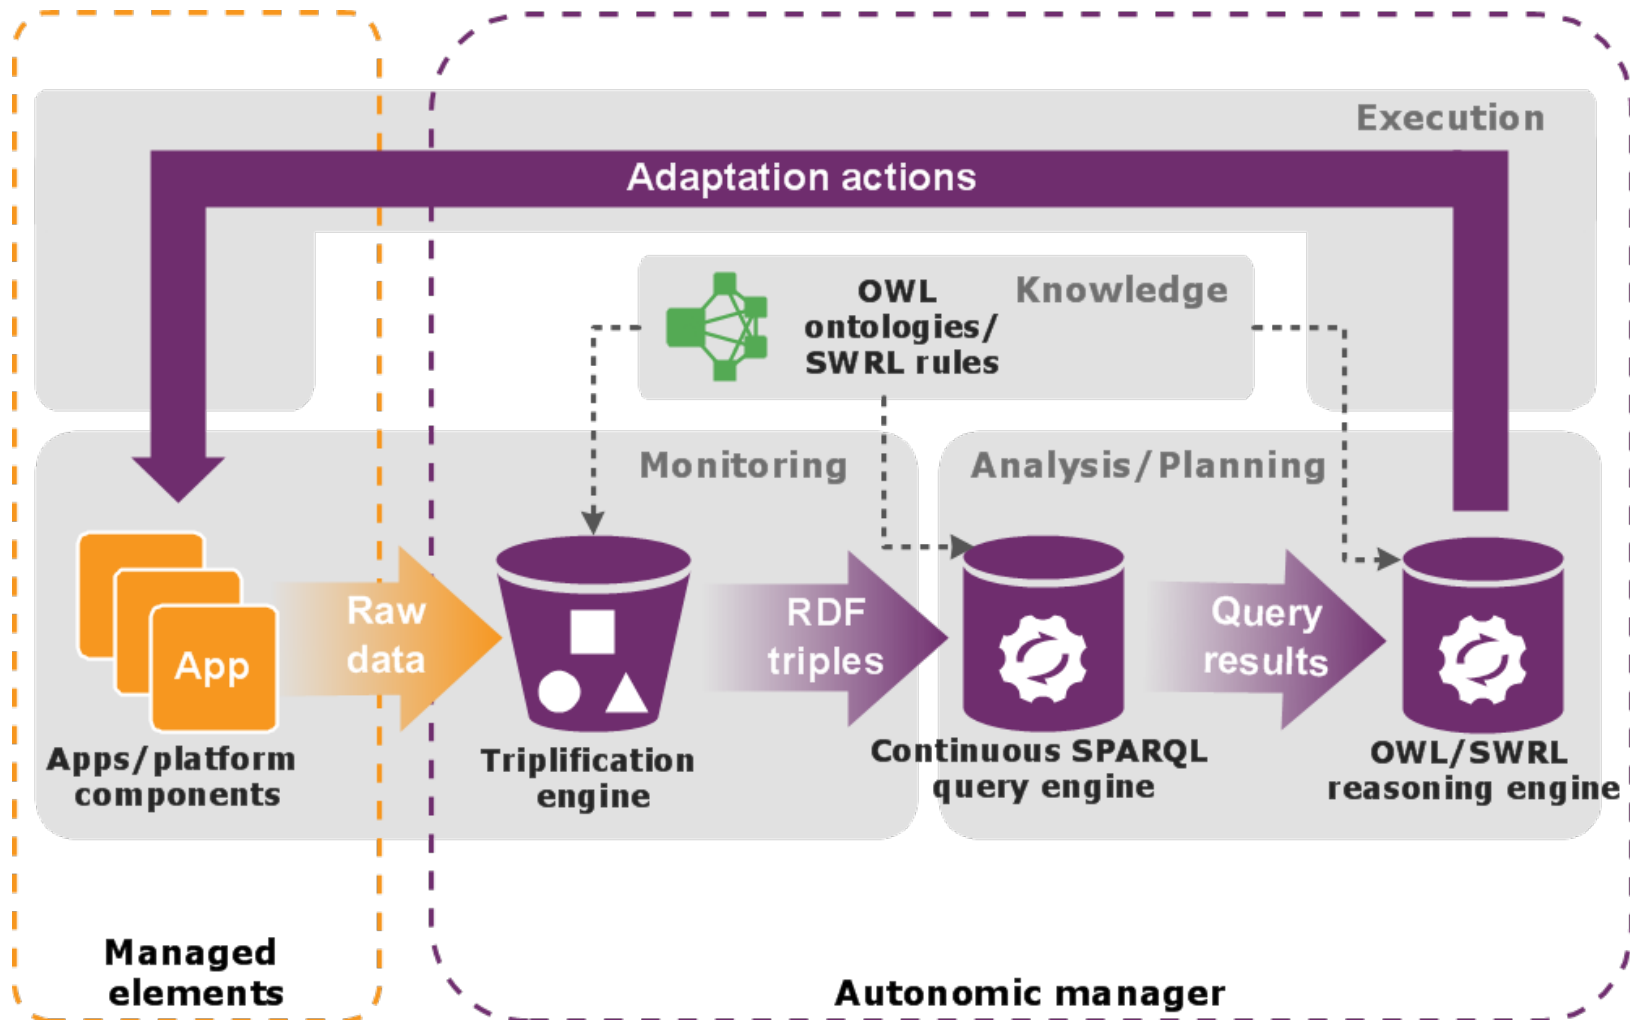 Execution
Adaptation actions
OWL
ontologies/
SWRL rules
Knowledge
Monitoring
Analysis/Planning
App
Raw
data
RDF
triples
Query
results
Apps/platform
components
Triplification
engine
Continuous SPARQL
query engine
OWL/SWRL
reasoning engine
Managed
elements
Autonomic manager